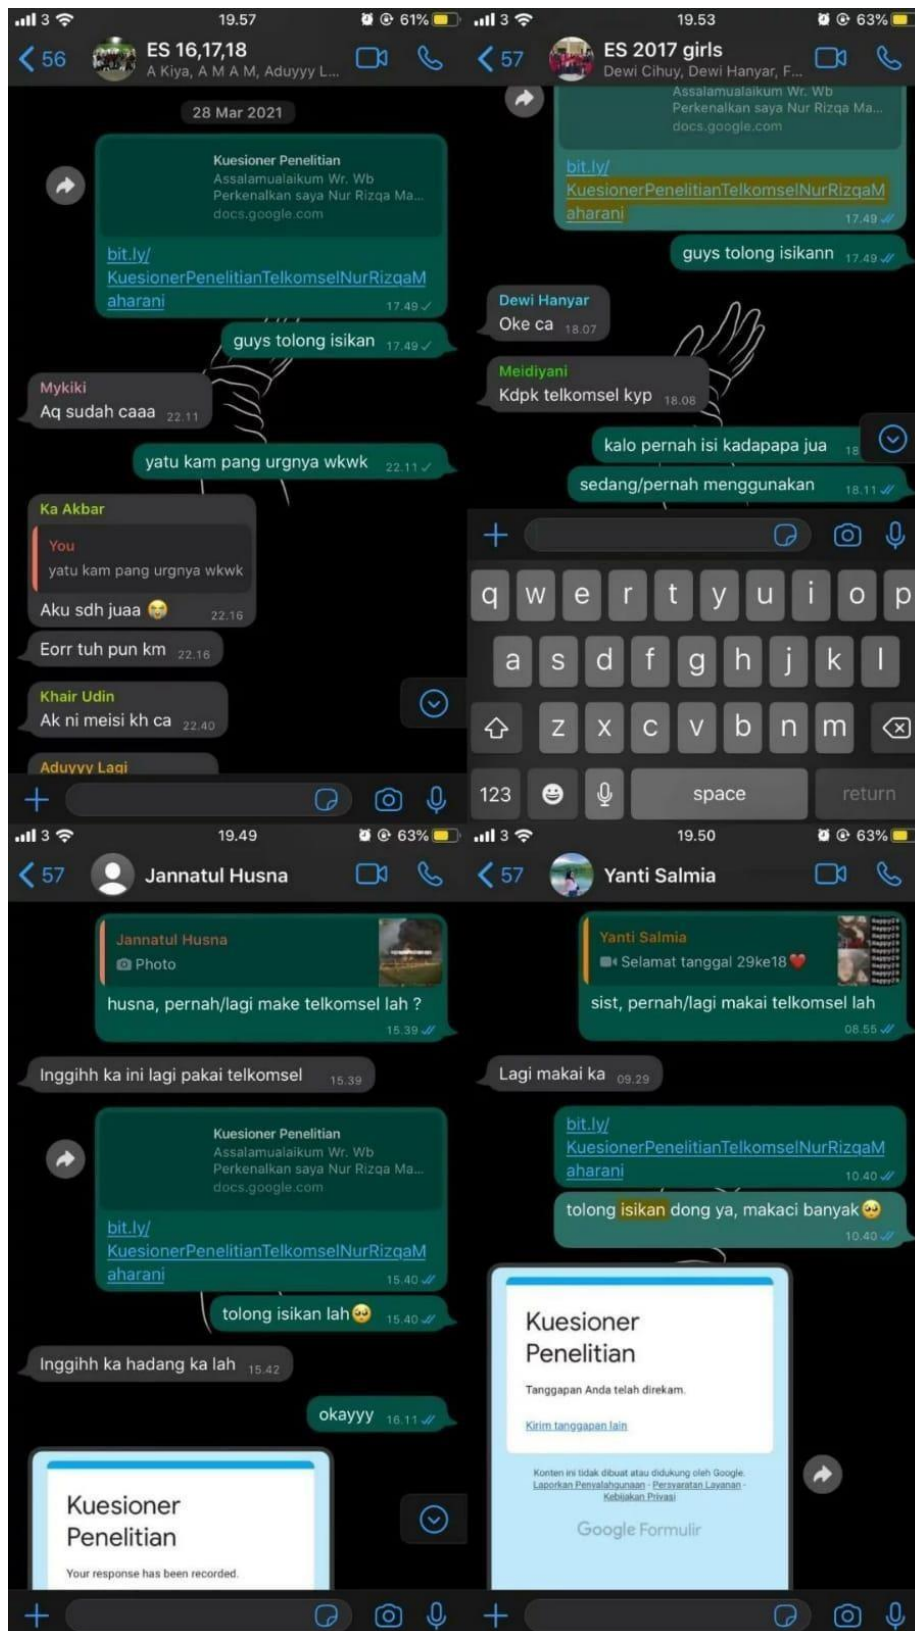 3
19.57
61%
56
ES 16,17,18
A Kiya, A M A M, Aduyyy L...
28 Mar 2021
Kuesioner Penelitian
Assalamualaikum Wr. Wb
Perkenalkan saya Nur Rizqa Ma...
docs.google.com
bit.ly/
KuesionerPenelitianTelkomselNurRizqaM
aharani
17.49
guys tolong isikan 17.49
Mykiki
Aq sudah caaa 22.11
yatu kam pang urgnya wkwk 22.11
Ka Akbar
You
yatu kam pang urgnya wkwk
Aku sdh juaa 😭 22.16
Eorr tuh pun km 22.16
Khair Udin
Ak ni meisi kh ca 22.40
Aduyyy Lagi
3
19.53
63%
57
ES 2017 girls
Dewi Cihuy, Dewi Hanyar, F...
Assalamualaikum Wr. Wb
Perkenalkan saya Nur Rizqa Ma...
docs.google.com
bit.ly/
KuesionerPenelitianTelkomselNurRizqaM
aharani
17.49
guys tolong isikann 17.49
Dewi Hanyar
Oke ca 18.07
Meidiyani
Kdpk telkomsel kyp 18.08
kalo pernah isi kadapapa jua 18
sedang/pernah menggunakan 18.11
q w e r t y u i o p
a s d f g h j k l
z x c v b n m
123 space return
3
19.49
63%
57
Jannatul Husna
Jannatul Husna
Photo
husna, pernah/lagi make telkomsel lah ?
15.39
Inggihh ka ini lagi pakai telkomsel 15.39
Kuesioner Penelitian
Assalamualaikum Wr. Wb
Perkenalkan saya Nur Rizqa Ma...
docs.google.com
bit.ly/
KuesionerPenelitianTelkomselNurRizqaM
aharani
15.40
tolong isikan lah🥺 15.40
Inggihh ka hadang ka lah 15.42
okayyy 16.11
Kuesioner
Penelitian
Your response has been recorded.
3
19.50
63%
57
Yanti Salmia
Yanti Salmia
Selamat tanggal 29ke18❤️
sist, pernah/lagi makai telkomsel lah
08.55
Lagi makai ka 09.29
bit.ly/
KuesionerPenelitianTelkomselNurRizqaM
aharani
10.40
tolong isikan dong ya, makaci banyak🥺
10.40
Kuesioner
Penelitian
Tanggapan Anda telah direkam.
Kirim tanggapan lain
Konten ini tidak dibuat atau didukung oleh Google.
Laporkan Penyalahgunaan - Persyaratan Layanan -
Kebijakan Privasi
Google Formulir